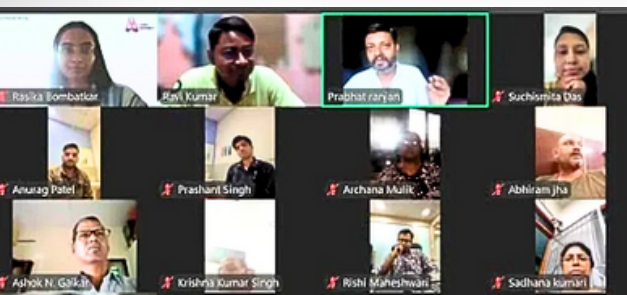 Rasika Bombatkar
Ravi Kumar
Prabhat ranjan
Suchismita Das
Anurag Patel
Prashant Singh
Archana Mulik
Abhiram jha
Ashok N. Gaikar
Krishna Kumar Singh
Rishi Maheshwari
Sadhana kumari